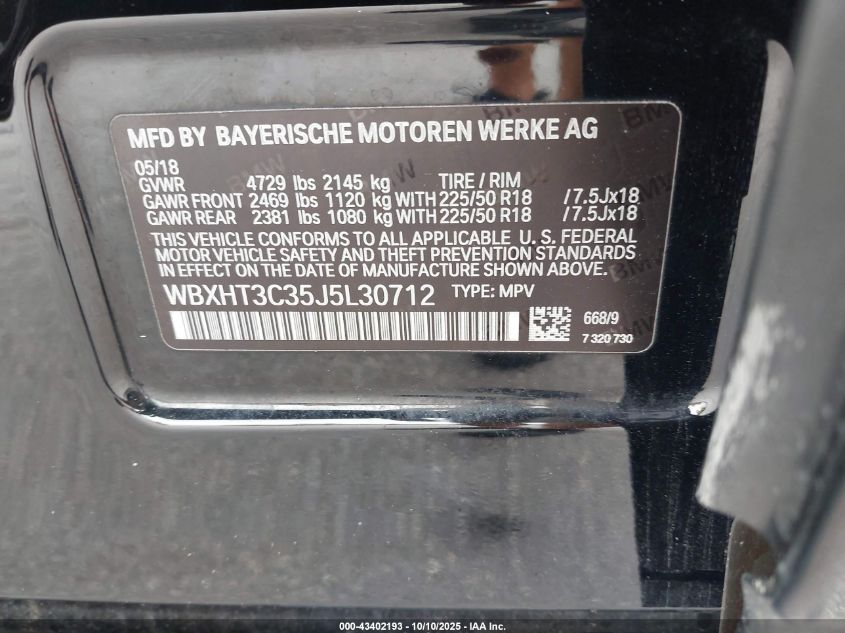 MFD BY BAYERISCHE MOTOREN WERKE AG
05/18
GVWR 4729 lbs 2145 kg TIRE / RIM
GAWR FRONT 2469 lbs 1120 kg WITH 225/50 R18 /7.5Jx18
GAWR REAR 2381 lbs 1080 kg WITH 225/50 R18 /7.5Jx18
THIS VEHICLE CONFORMS TO ALL APPLICABLE U. S. FEDERAL
MOTOR VEHICLE SAFETY AND THEFT PREVENTION STANDARDS
IN EFFECT ON THE DATE OF MANUFACTURE SHOWN ABOVE.
WBXHT3C35J5L30712 TYPE: MPV
668/9
7 320 730
000-43402193 - 10/10/2025 - IAA Inc.